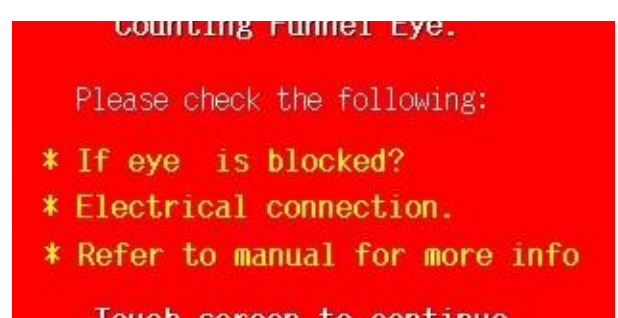 Counting Funnel Eye.
Please check the following:
* If eye  is blocked?
* Electrical connection.
* Refer to manual for more info
Touch screen to continue